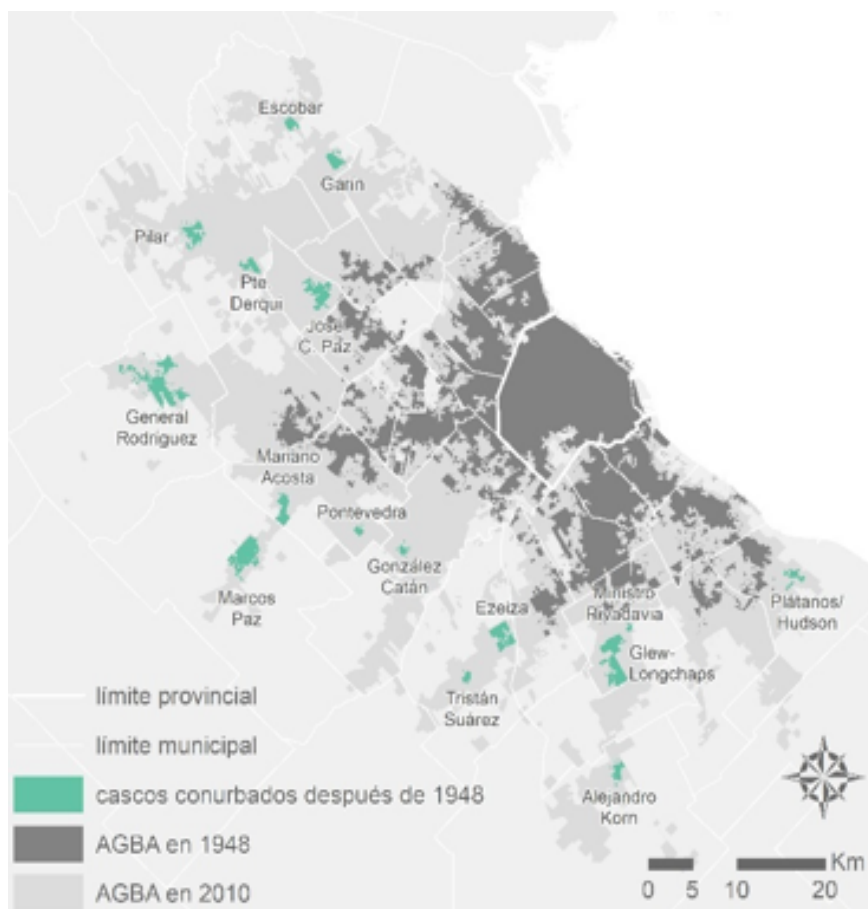 Escobar
Garín
Pilar
Pte
Derqui
José
C. Paz
General
Rodriguez
Mariano
Acosta
Pontevedra
González
Catán
Marcos
Paz
Ezeiza
Ministro
Rivadavia
Plátanos/
Hudson
Glew-
Longchaps
Tristán
Suárez
Alejandro
Korn
límite provincial
límite municipal
cascos conurbados después de 1948
AGBA en 1948
AGBA en 2010
Km
0 5 10 20